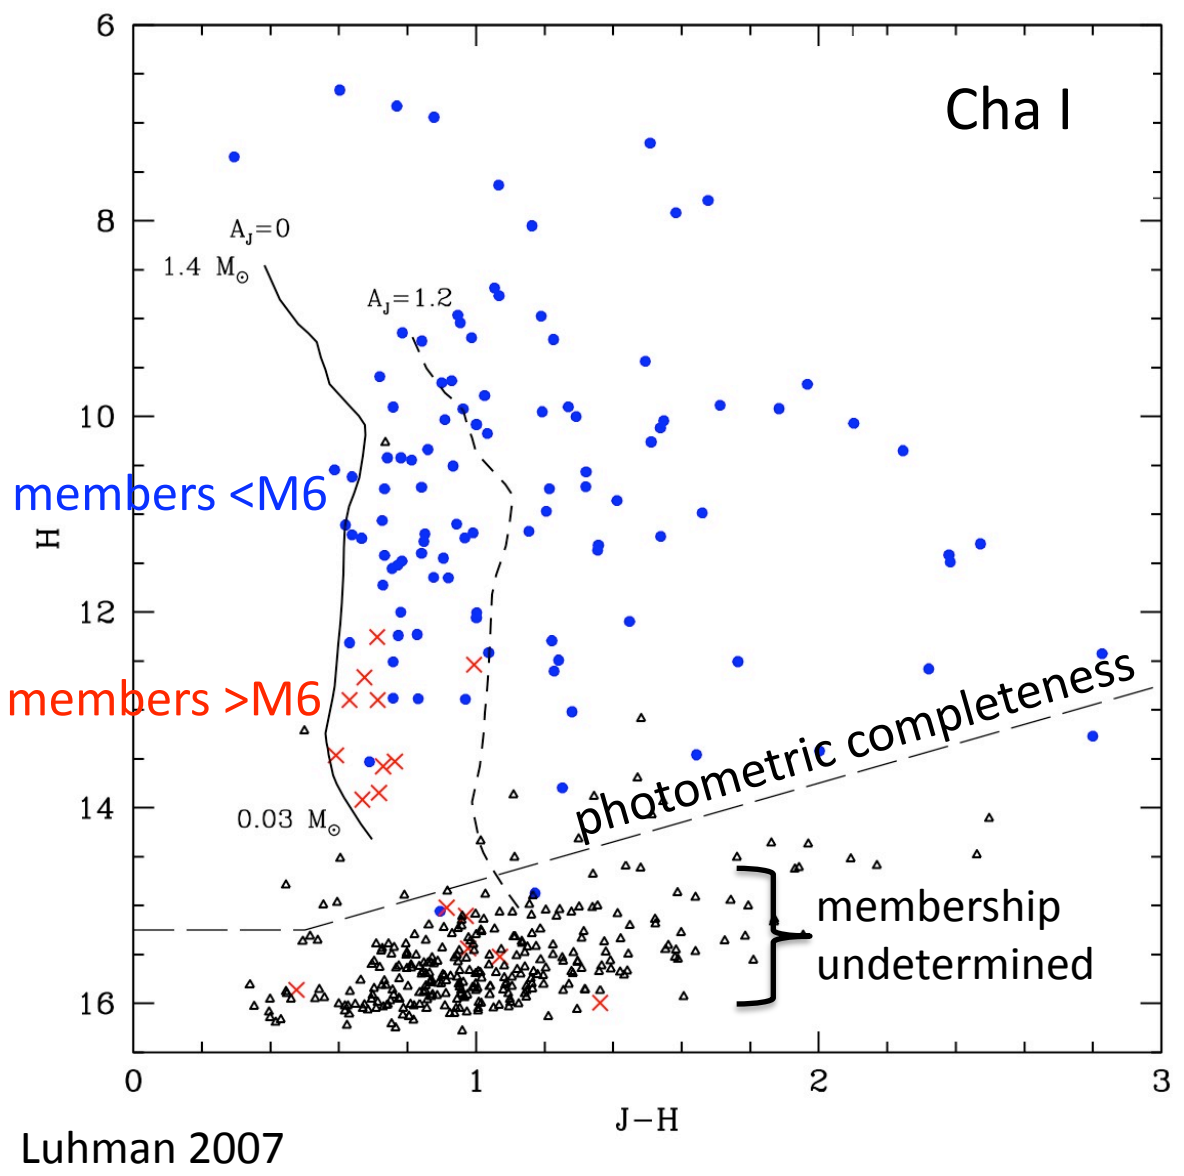 6
Cha I
8
A_J=0
1.4 M⊙
A_J=1.2
10
members <M6
H
12
members >M6
photometric completeness
14
0.03 M⊙
membership
undetermined
16
0 1 2 3
J−H
Luhman 2007